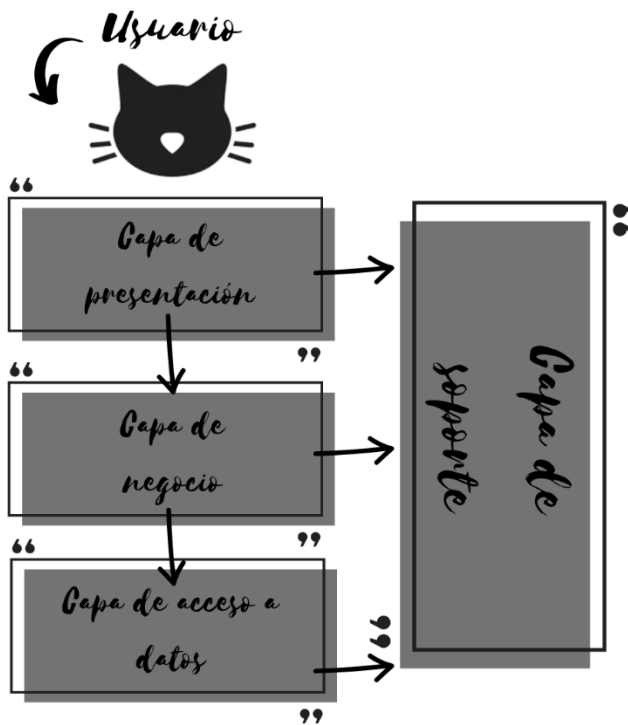 Usuario
Capa de
presentación
Capa de
negocio
Capa de acceso a
datos
Capa de
soporte